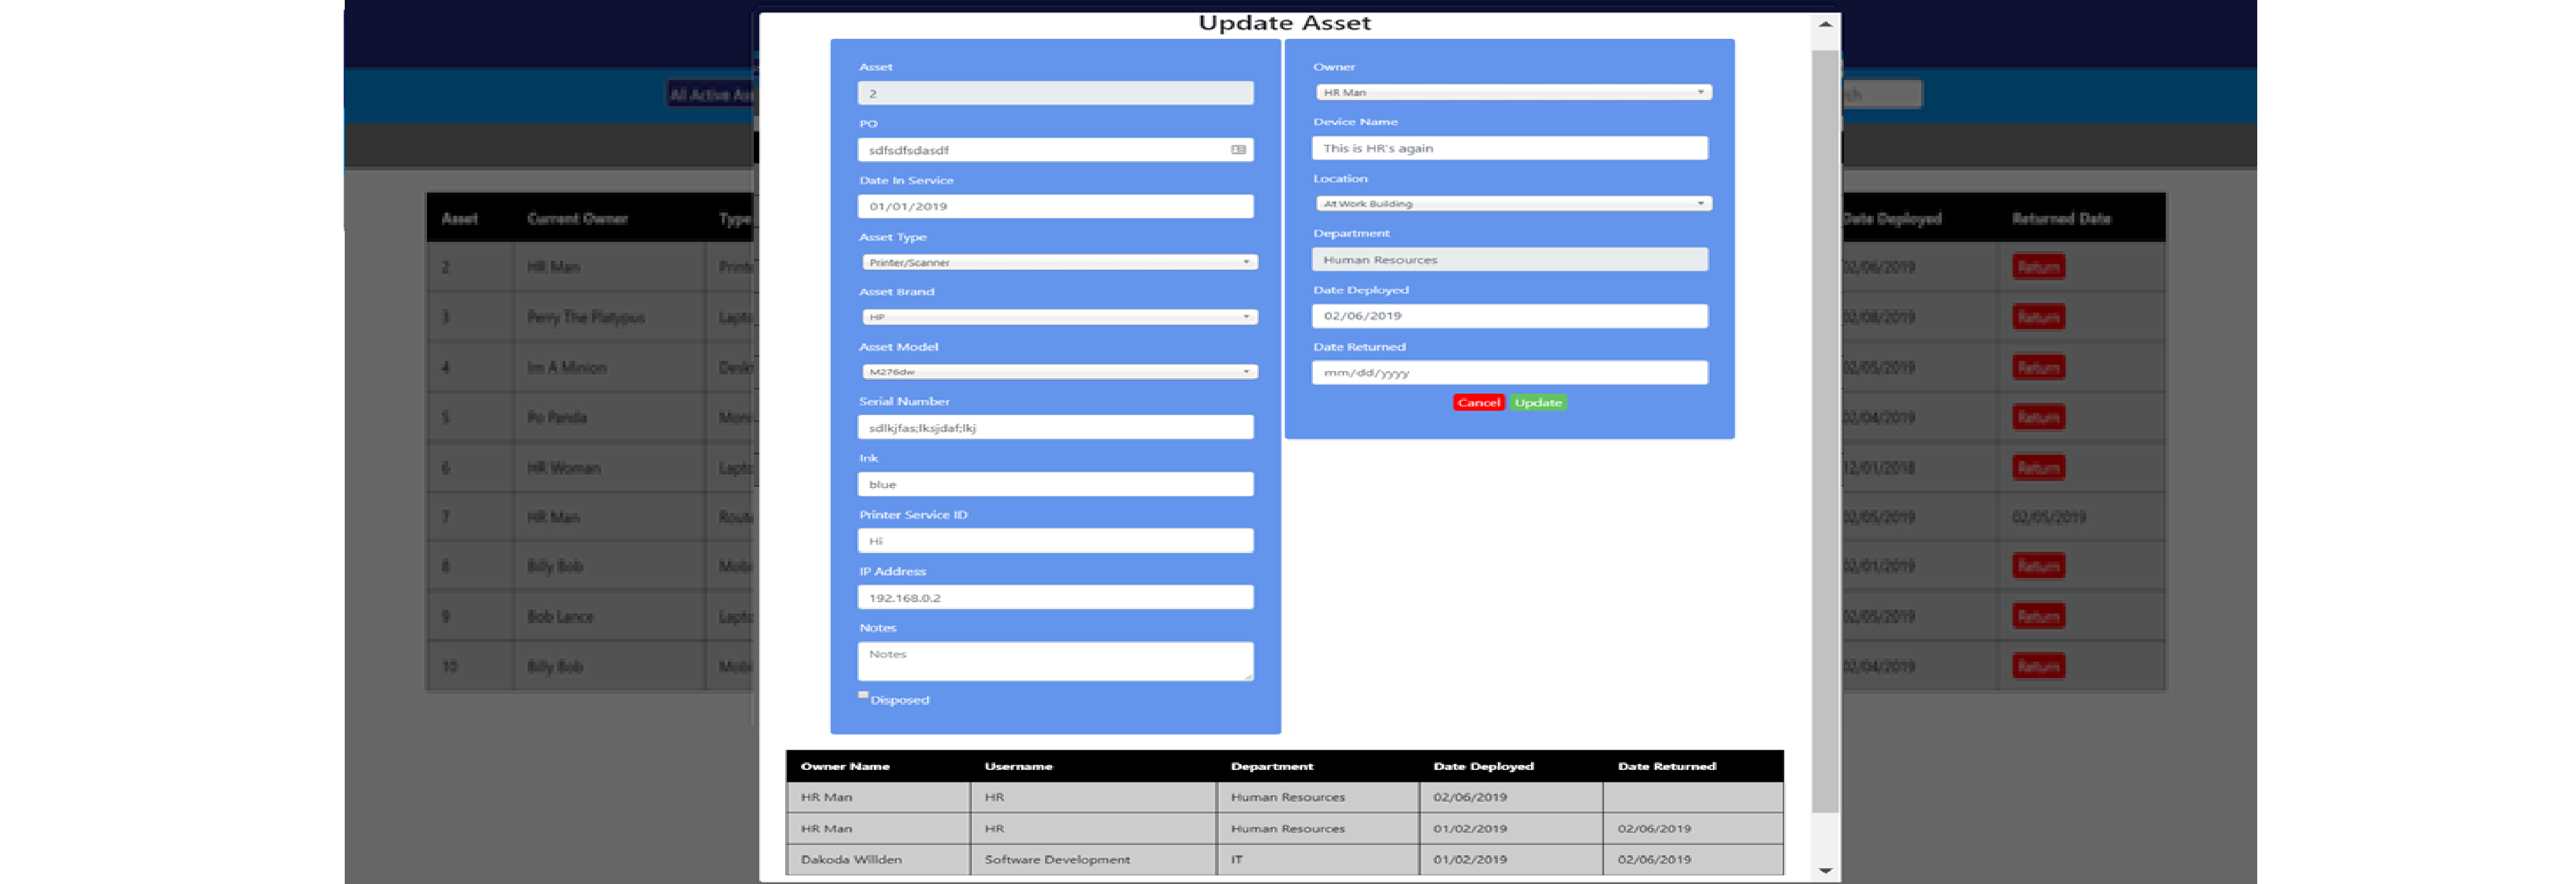 Update Asset
All Active Ass
ch
Asset
2
PO
sdfsdfsdasdf
Date In Service
01/01/2019
Asset Type
Printer/Scanner
Asset Brand
HP
Asset Model
M276dw
Serial Number
sdlkjfas;lksjdaf;lkj
Ink
blue
Printer Service ID
Hi
IP Address
192.168.0.2
Notes
Notes
Disposed
Owner
HR Man
Device Name
This is HR's again
Location
At Work Building
Department
Human Resources
Date Deployed
02/06/2019
Date Returned
mm/dd/yyyy
Cancel Update
Owner Name Username Department Date Deployed Date Returned
HR Man HR Human Resources 02/06/2019
HR Man HR Human Resources 01/02/2019 02/06/2019
Dakoda Willden Software Development IT 01/02/2019 02/06/2019
Asset Current Owner Type Date Deployed Returned Date
2 HR Man Printe 02/06/2019 Return
3 Perry The Platypus Lapto 02/08/2019 Return
4 Im A Minion Deskt 02/05/2019 Return
5 Po Panda Moni 02/04/2019 Return
6 HR Woman Lapto 12/01/2018 Return
7 HR Man Route 02/05/2019 02/05/2019
8 Billy Bob Mobi 02/01/2019 Return
9 Bob Lance Lapto 02/05/2019 Return
10 Billy Bob Mobi 02/04/2019 Return